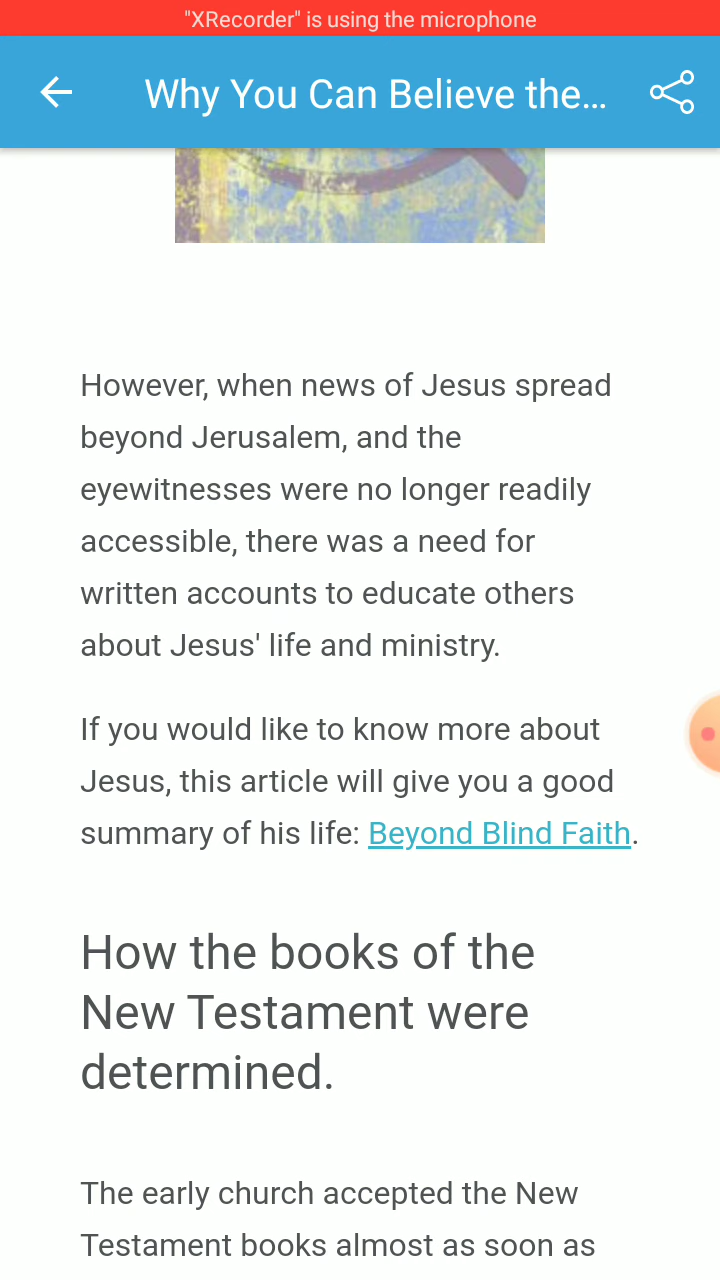 "XRecorder" is using the microphone
Why You Can Believe the...
However, when news of Jesus spread
beyond Jerusalem, and the
eyewitnesses were no longer readily
accessible, there was a need for
written accounts to educate others
about Jesus' life and ministry.
If you would like to know more about
Jesus, this article will give you a good
summary of his life: Beyond Blind Faith.
How the books of the
New Testament were
determined.
The early church accepted the New
Testament books almost as soon as